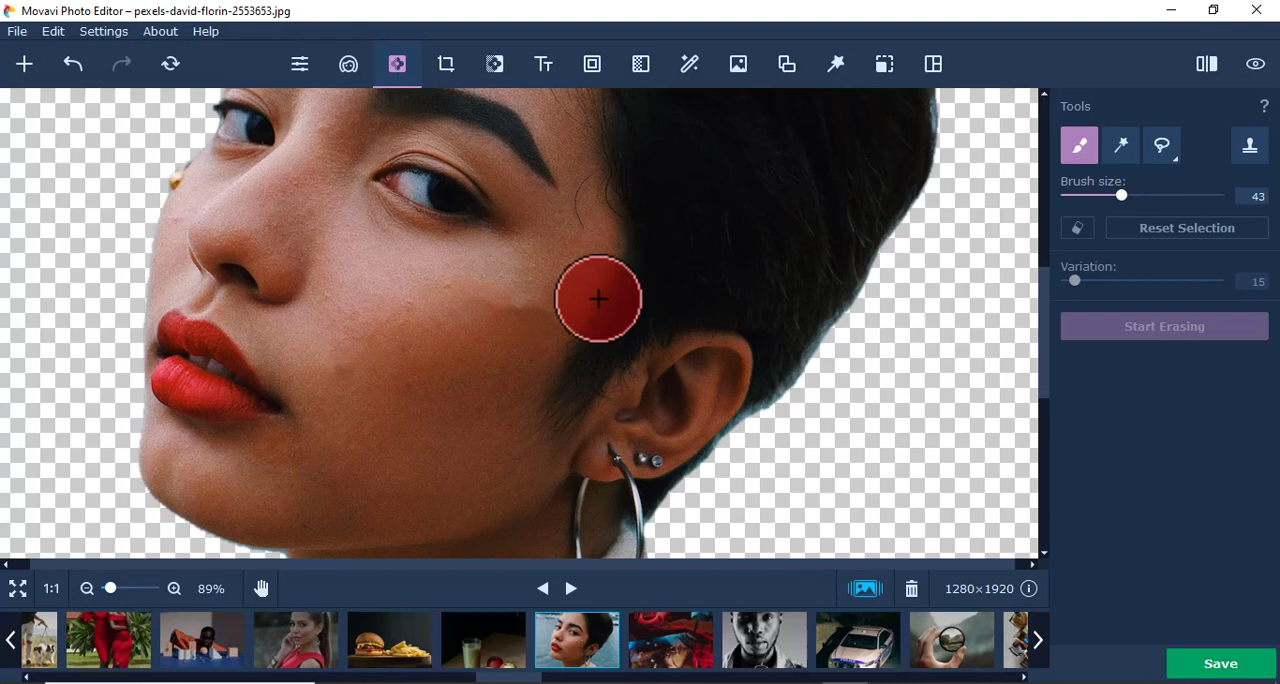 Movavi Photo Editor – pexels-david-florin-2553653.jpg
File Edit Settings About Help
Tools ?
Brush size:
43
Reset Selection
Variation:
15
Start Erasing
1:1 89% 1280×1920
Save